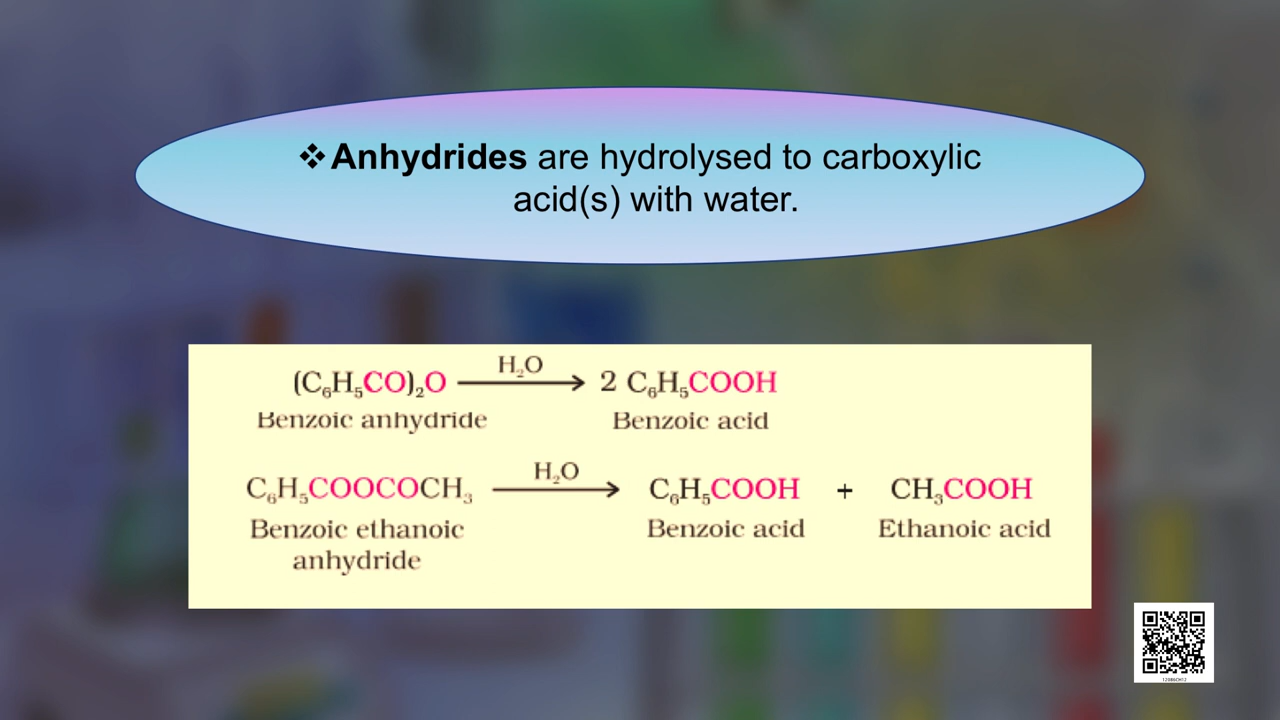 ❖Anhydrides are hydrolysed to carboxylic
acid(s) with water.
(C₆H₅CO)₂O —H₂O→ 2 C₆H₅COOH
Benzoic anhydride Benzoic acid
C₆H₅COOCOCH₃ —H₂O→ C₆H₅COOH + CH₃COOH
Benzoic ethanoic Benzoic acid Ethanoic acid
anhydride